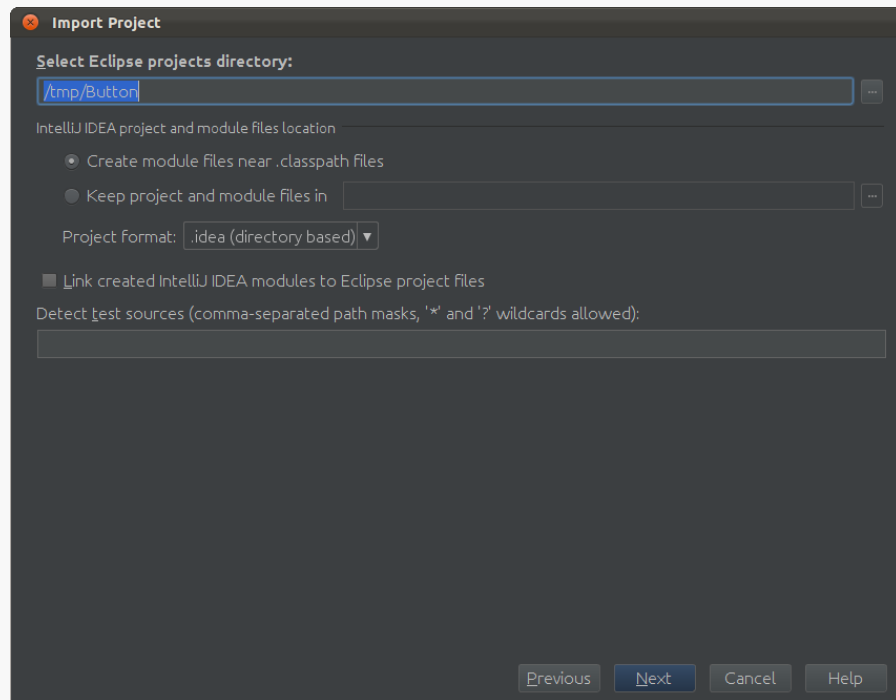 Import Project
Select Eclipse projects directory:
/tmp/Button
...
IntelliJ IDEA project and module files location
Create module files near .classpath files
Keep project and module files in
...
Project format: .idea (directory based)
Link created IntelliJ IDEA modules to Eclipse project files
Detect test sources (comma-separated path masks, '*' and '?' wildcards allowed):
Previous Next Cancel Help